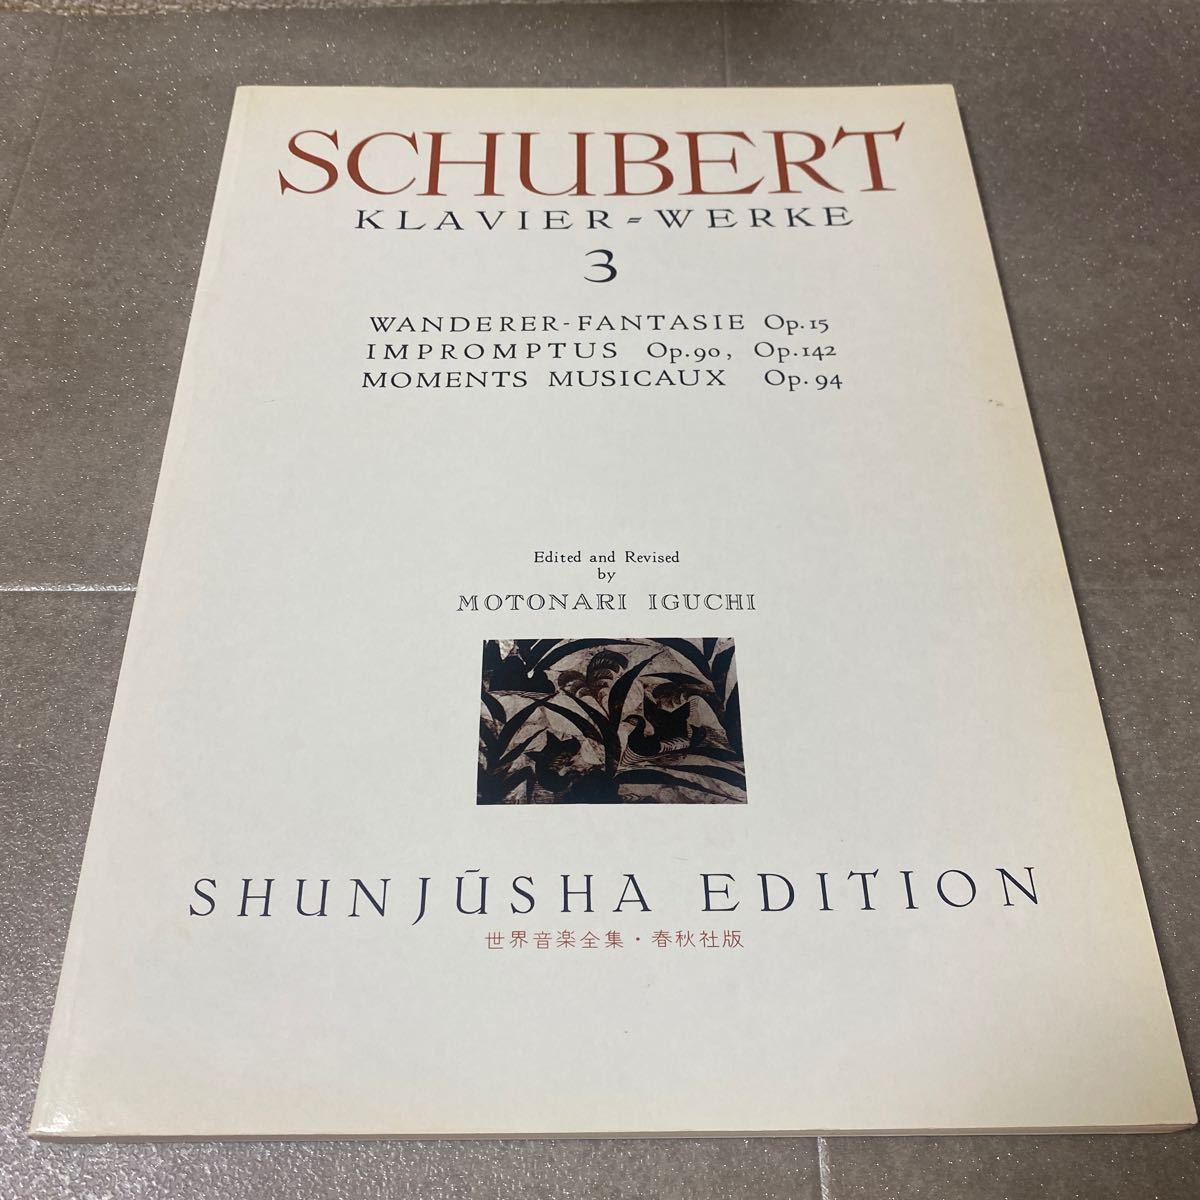 SCHUBERT
KLAVIER=WERKE
3
WANDERER-FANTASIE Op.15
IMPROMPTUS Op.90, Op.142
MOMENTS MUSICAUX Op.94
Edited and Revised
by
MOTONARI IGUCHI
SHUNJŪSHA EDITION
世界音楽全集・春秋社版